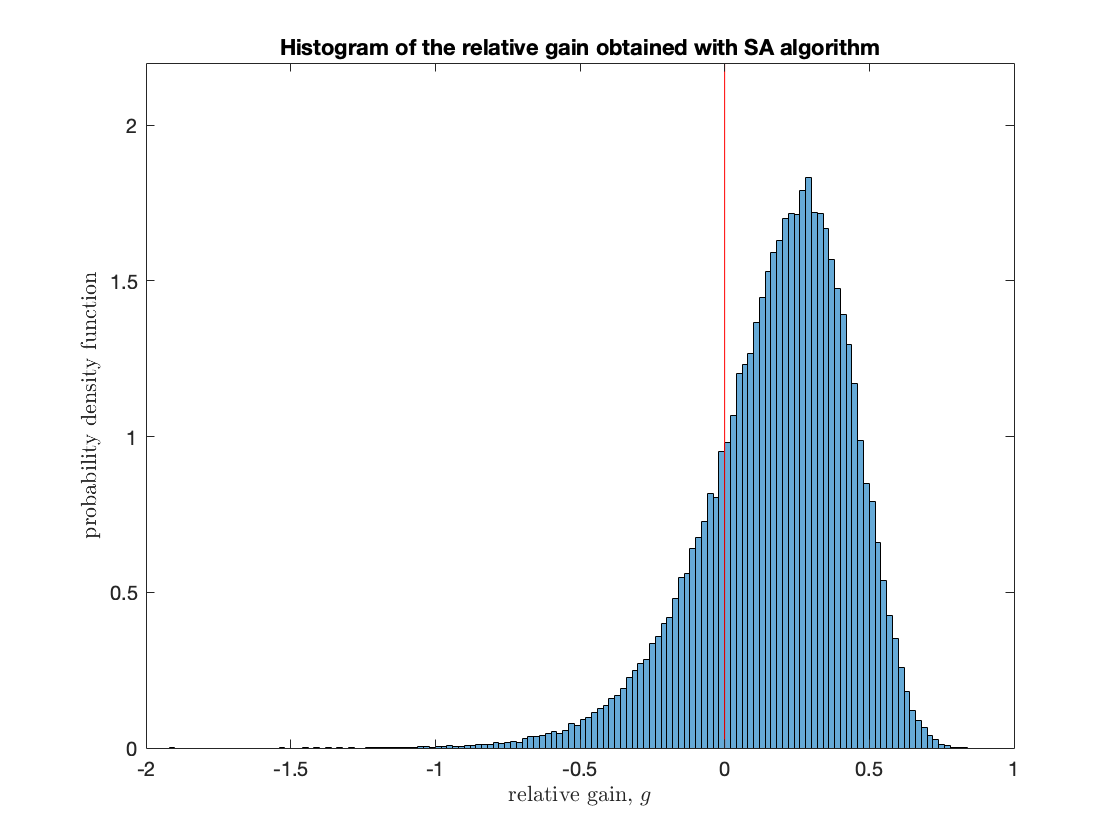 Histogram of the relative gain obtained with SA algorithm
2
1.5
1
0.5
0
probability density function
-2 -1.5 -1 -0.5 0 0.5 1
relative gain, g